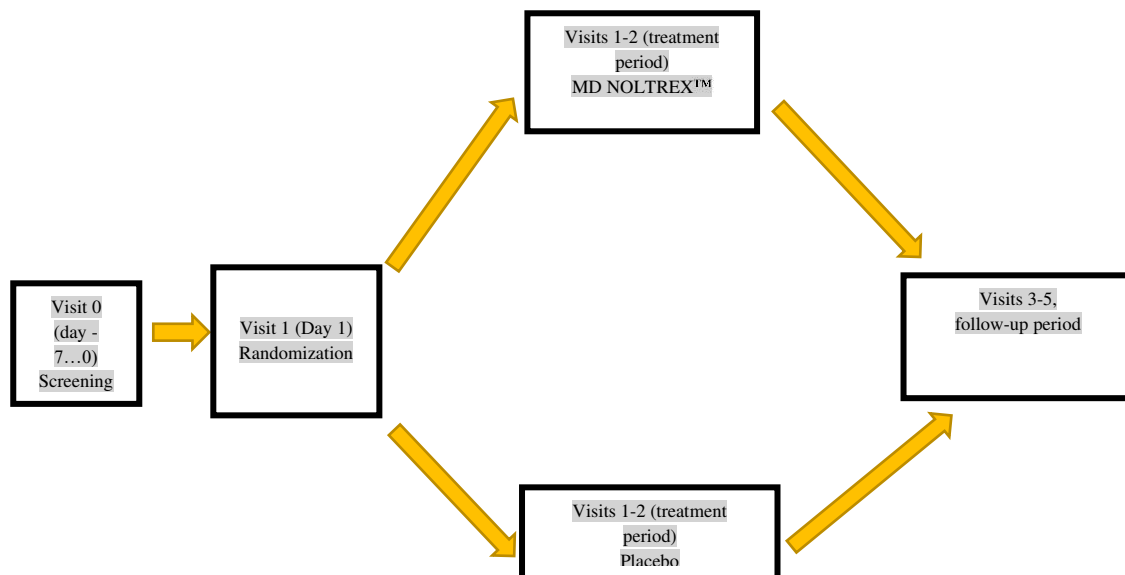 Visit 0
(day -
7…0)
Screening
Visit 1 (Day 1)
Randomization
Visits 1-2 (treatment
period)
MD NOLTREX™
Visits 1-2 (treatment
period)
Placebo
Visits 3-5,
follow-up period